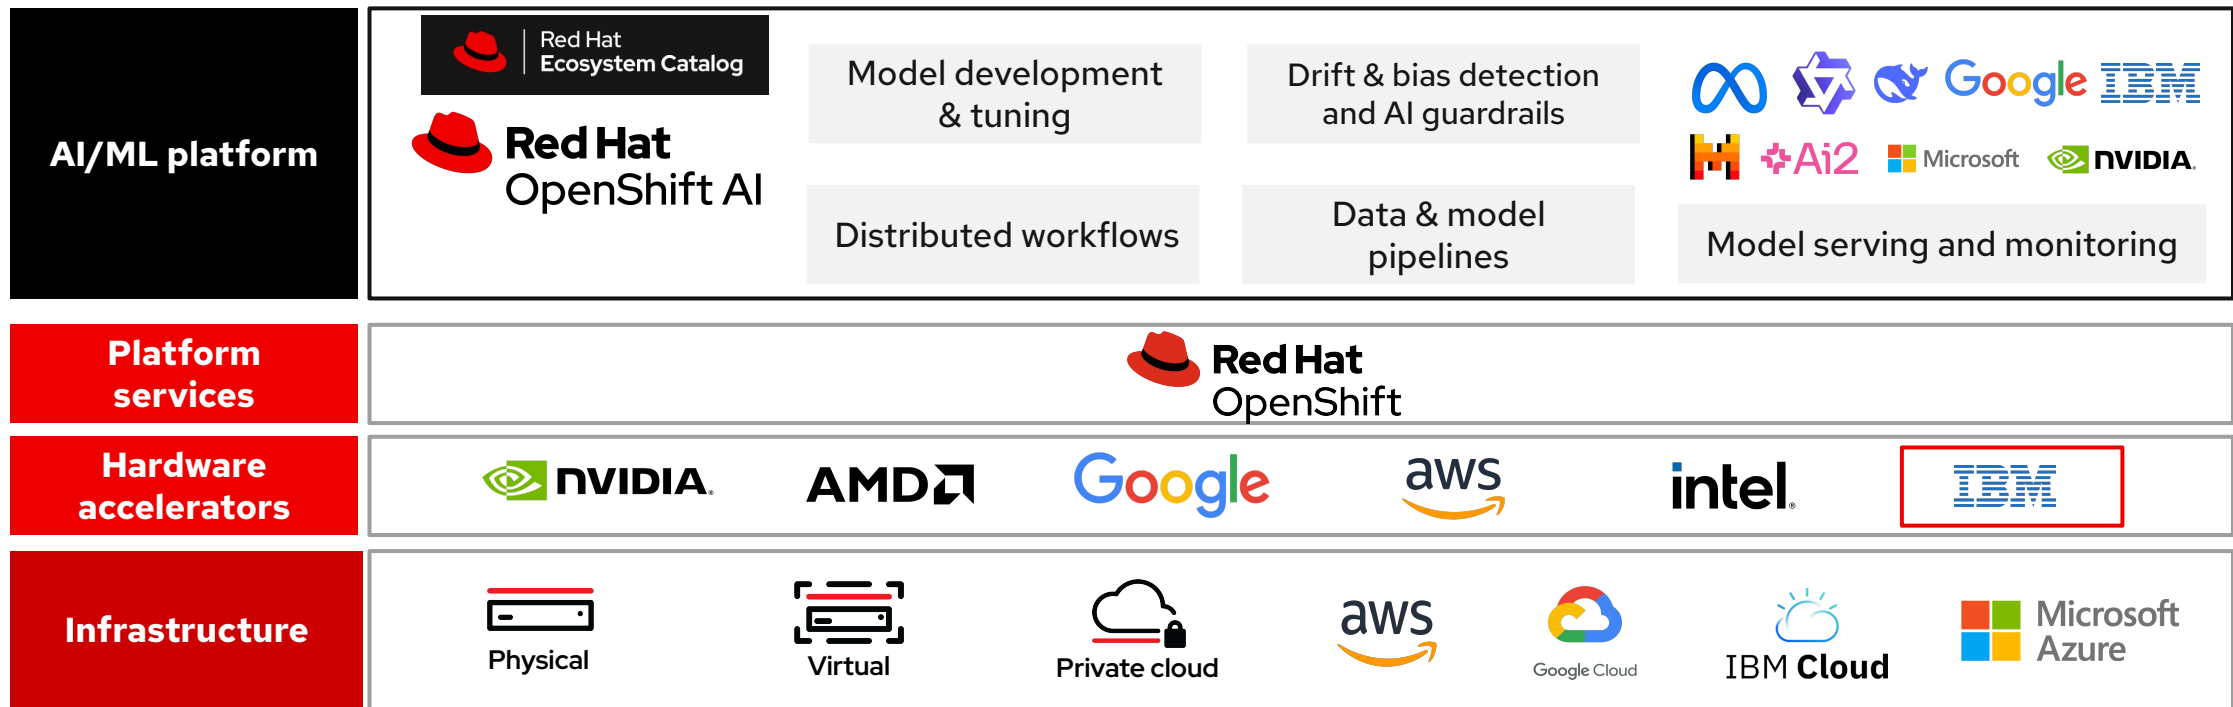 AI/ML platform
Red Hat
Ecosystem Catalog
Red Hat
OpenShift AI
Model development
& tuning
Drift & bias detection
and AI guardrails
Distributed workflows
Data & model
pipelines
Google
IBM
Ai2
Microsoft
NVIDIA.
Model serving and monitoring
Platform
services
Red Hat
OpenShift
Hardware
accelerators
NVIDIA.
AMD
Google
aws
intel.
IBM
Infrastructure
Physical
Virtual
Private cloud
aws
Google Cloud
IBM Cloud
Microsoft
Azure